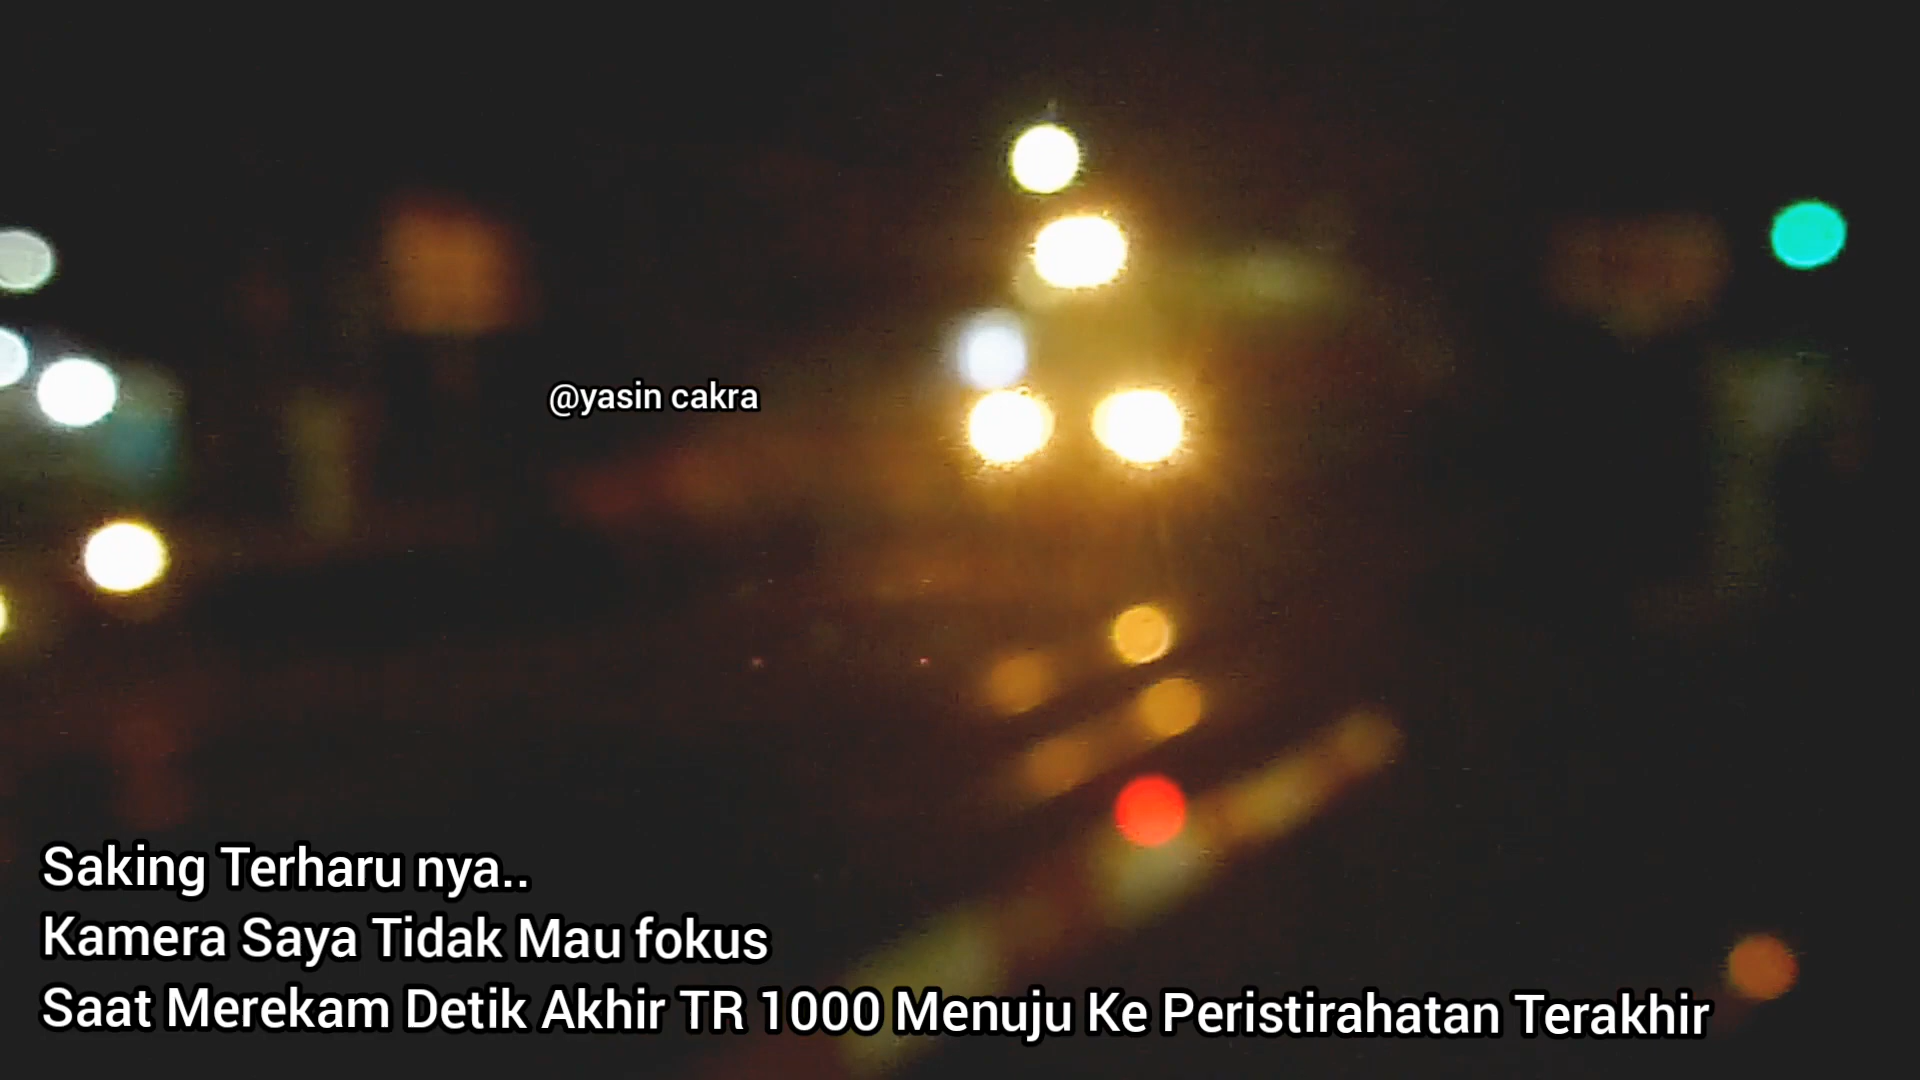 @yasin cakra
Saking Terharu nya..
Kamera Saya Tidak Mau fokus
Saat Merekam Detik Akhir TR 1000 Menuju Ke Peristirahatan Terakhir